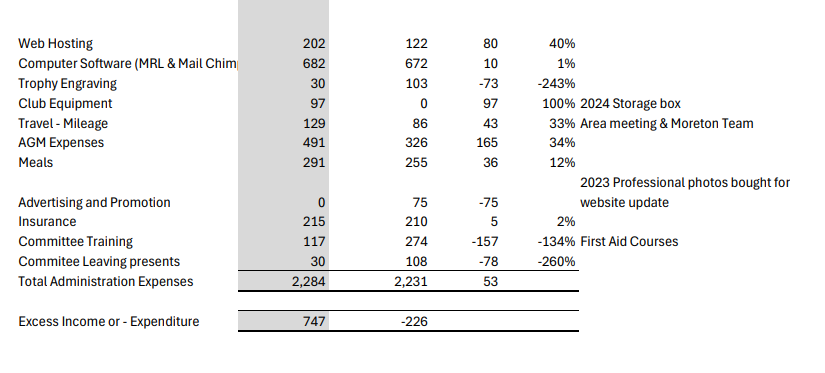 Web Hosting 202 122 80 40%
Computer Software (MRL & Mail Chim 682 672 10 1%
Trophy Engraving 30 103 -73 -243%
Club Equipment 97 0 97 100% 2024 Storage box
Travel - Mileage 129 86 43 33% Area meeting & Moreton Team
AGM Expenses 491 326 165 34%
Meals 291 255 36 12%
2023 Professional photos bought for
Advertising and Promotion 0 75 -75 website update
Insurance 215 210 5 2%
Committee Training 117 274 -157 -134% First Aid Courses
Commitee Leaving presents 30 108 -78 -260%
Total Administration Expenses 2,284 2,231 53
Excess Income or - Expenditure 747 -226